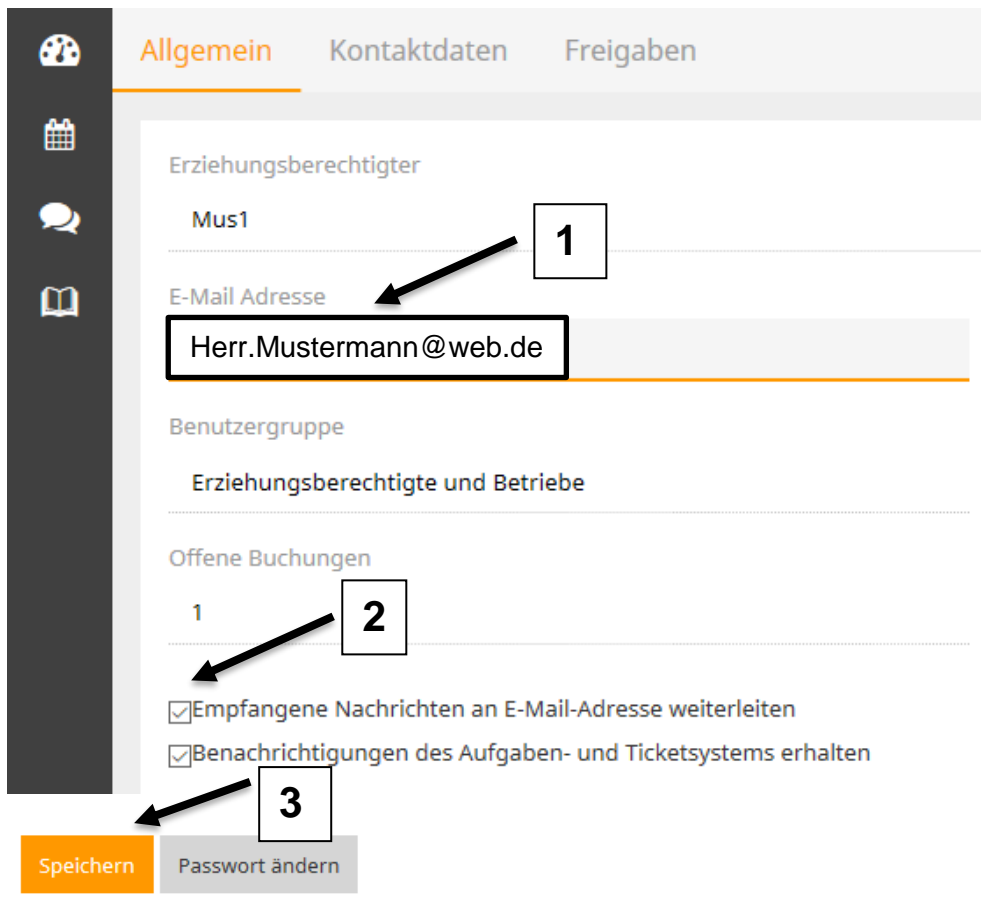 Allgemein Kontaktdaten Freigaben
Erziehungsberechtigter
Mus1
1
E-Mail Adresse
Herr.Mustermann@web.de
Benutzergruppe
Erziehungsberechtigte und Betriebe
Offene Buchungen
1
2
Empfangene Nachrichten an E-Mail-Adresse weiterleiten
Benachrichtigungen des Aufgaben- und Ticketsystems erhalten
3
Speichern Passwort ändern